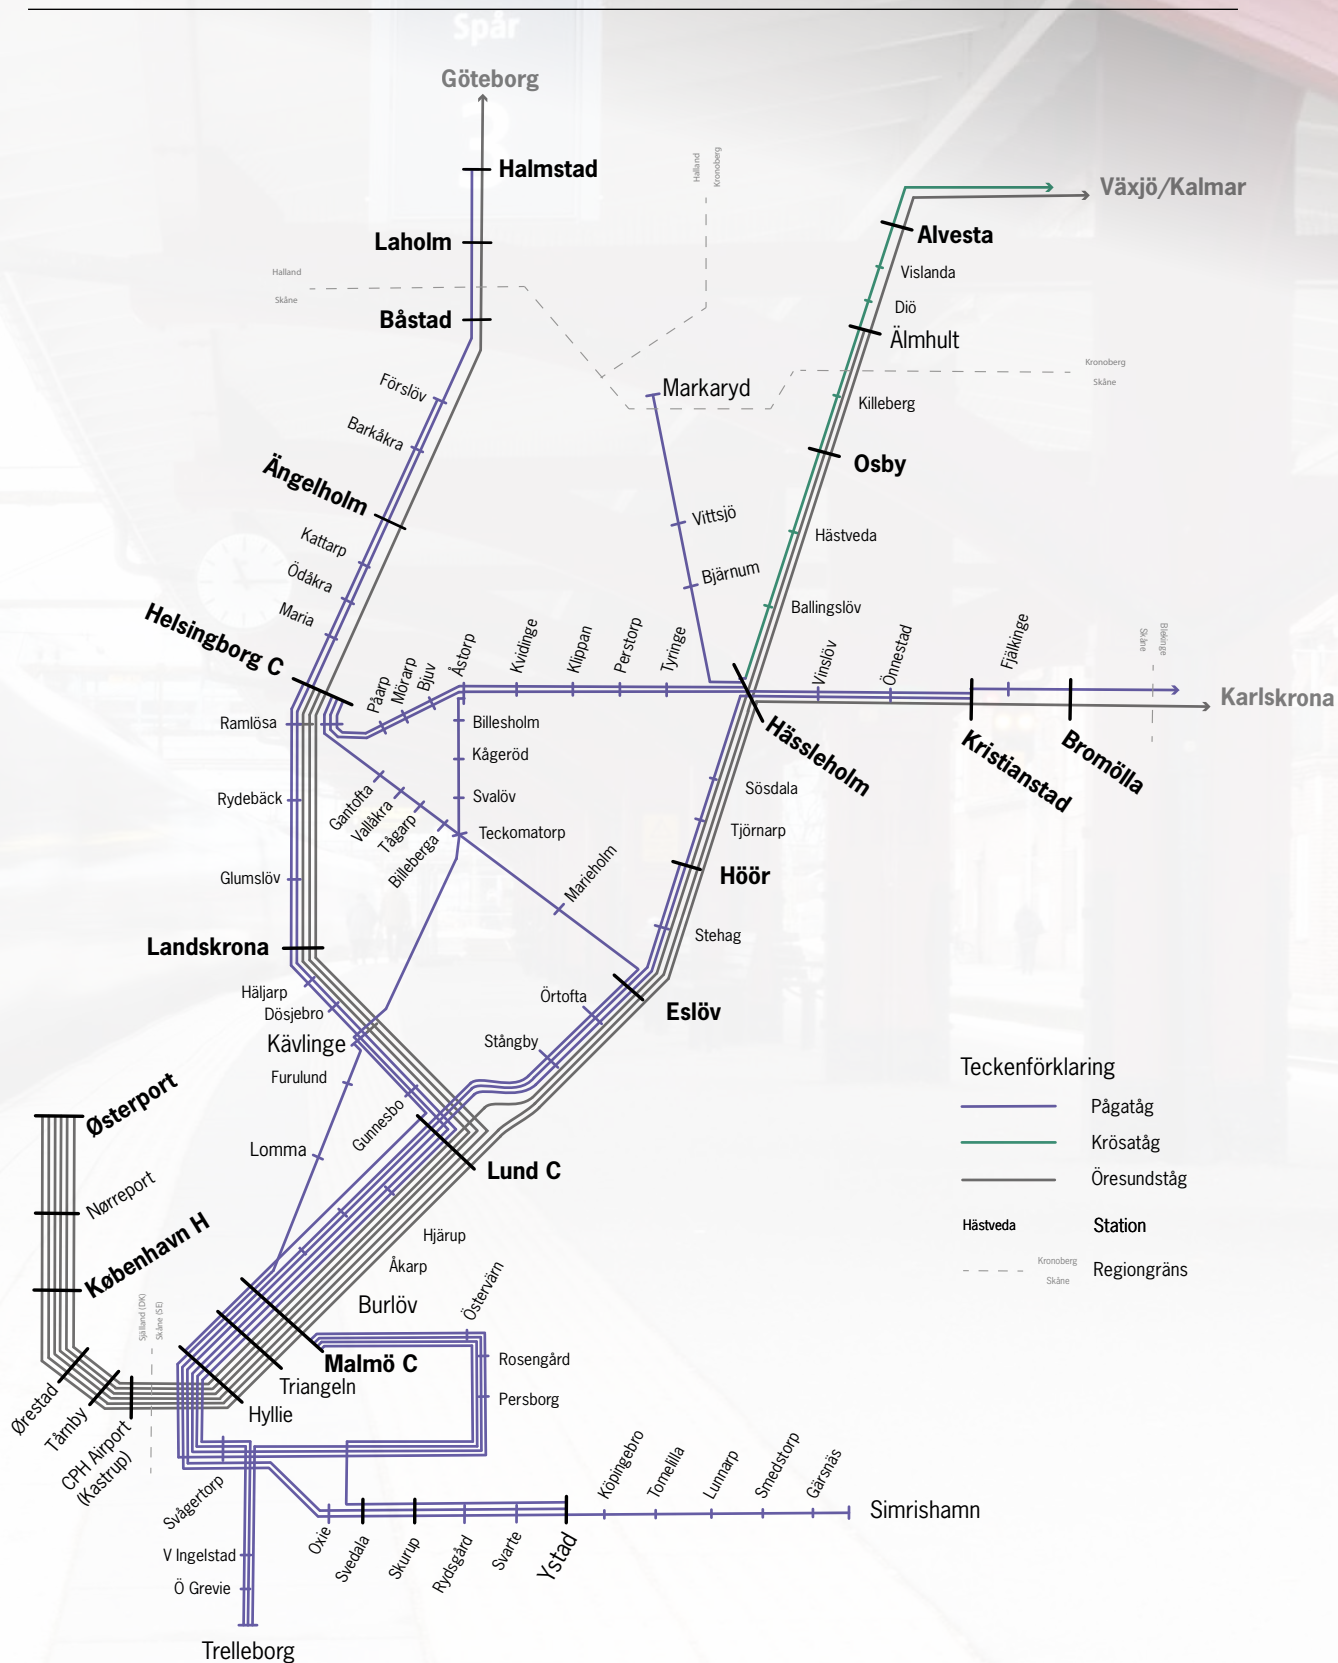 Spår
3
Göteborg
Halmstad
Laholm
Båstad
Halland
Skåne
Halland
Kronoberg
Växjö/Kalmar
Alvesta
Vislanda
Diö
Älmhult
Kronoberg
Skåne
Killeberg
Osby
Hästveda
Ballingslöv
Markaryd
Vittsjö
Bjärnum
Förslöv
Barkåkra
Ängelholm
Kattarp
Ödåkra
Maria
Helsingborg C
Ramlösa
Påarp
Mörarp
Bjuv
Åstorp
Kvidinge
Klippan
Perstorp
Tyringe
Hässleholm
Vinslöv
Önnestad
Kristianstad
Fjälkinge
Bromölla
Skåne
Blekinge
Karlskrona
Billesholm
Kågeröd
Svalöv
Teckomatorp
Gantofta
Vallåkra
Tågarp
Billeberga
Marieholm
Rydebäck
Glumslöv
Landskrona
Häljarp
Dösjebro
Kävlinge
Furulund
Lomma
Gunnesbo
Sösdala
Tjörnarp
Höör
Stehag
Eslöv
Örtofta
Stångby
Lund C
Hjärup
Åkarp
Burlöv
Malmö C
Triangeln
Hyllie
Östervärn
Rosengård
Persborg
Østerport
Nørreport
København H
Ørestad
Tårnby
CPH Airport
(Kastrup)
Själland (DK)
Skåne (SE)
Svågertorp
V Ingelstad
Ö Grevie
Trelleborg
Oxie
Svedala
Skurup
Rydsgård
Svarte
Ystad
Köpingebro
Tomelilla
Lunnarp
Smedstorp
Gärsnäs
Simrishamn
Teckenförklaring
Pågatåg
Krösatåg
Öresundståg
Hästveda Station
Kronoberg
Skåne
Regiongräns